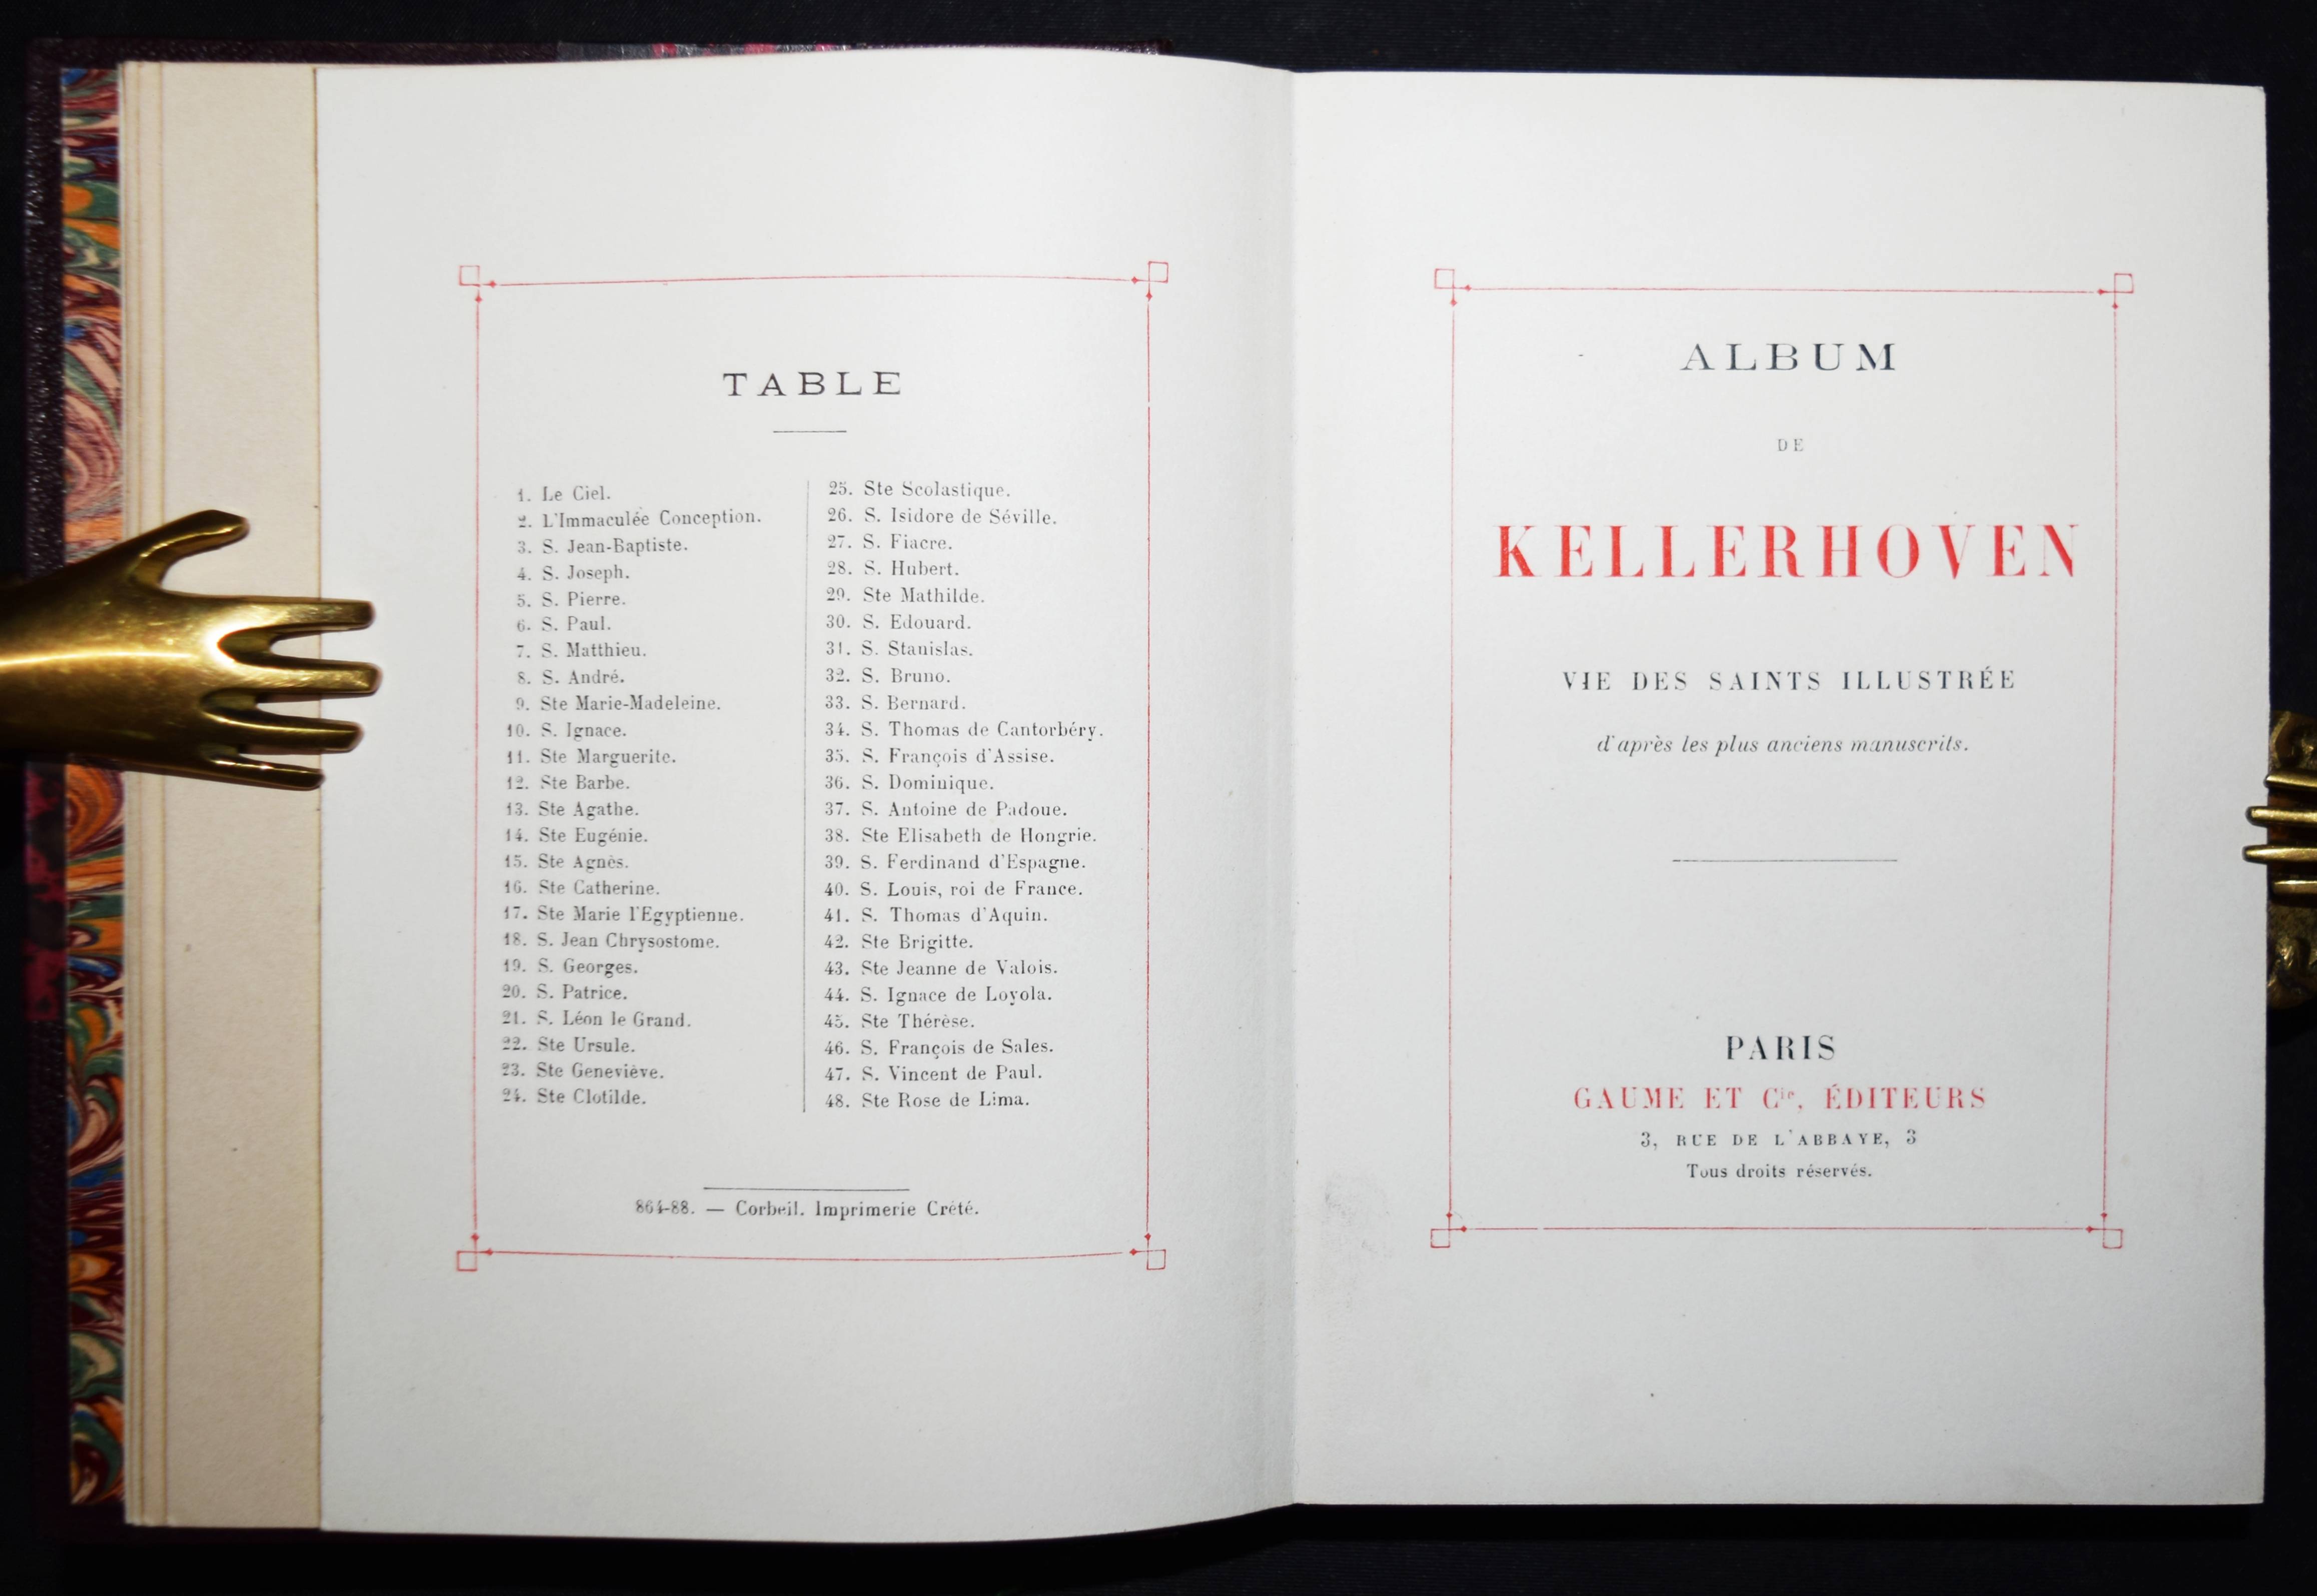 TABLE
1. Le Ciel.
2. L'Immaculée Conception.
3. S. Jean-Baptiste.
4. S. Joseph.
5. S. Pierre.
6. S. Paul.
7. S. Matthieu.
8. S. André.
9. Ste Marie-Madeleine.
10. S. Ignace.
11. Ste Marguerite.
12. Ste Barbe.
13. Ste Agathe.
14. Ste Eugénie.
15. Ste Agnès.
16. Ste Catherine.
17. Ste Marie l'Egyptienne.
18. S. Jean Chrysostome.
19. S. Georges.
20. S. Patrice.
21. S. Léon le Grand.
22. Ste Ursule.
23. Ste Geneviève.
24. Ste Clotilde.
25. Ste Scolastique.
26. S. Isidore de Séville.
27. S. Fiacre.
28. S. Hubert.
29. Ste Mathilde.
30. S. Edouard.
31. S. Stanislas.
32. S. Bruno.
33. S. Bernard.
34. S. Thomas de Cantorbéry.
35. S. François d'Assise.
36. S. Dominique.
37. S. Antoine de Padoue.
38. Ste Elisabeth de Hongrie.
39. S. Ferdinand d'Espagne.
40. S. Louis, roi de France.
41. S. Thomas d'Aquin.
42. Ste Brigitte.
43. Ste Jeanne de Valois.
44. S. Ignace de Loyola.
45. Ste Thérèse.
46. S. François de Sales.
47. S. Vincent de Paul.
48. Ste Rose de Lima.
864-88. — Corbeil. Imprimerie Crété.
ALBUM
DE
KELLERHOVEN
VIE DES SAINTS ILLUSTRÉE
d'après les plus anciens manuscrits.
PARIS
GAUME ET Cie, ÉDITEURS
3, RUE DE L'ABBAYE, 3
Tous droits réservés.